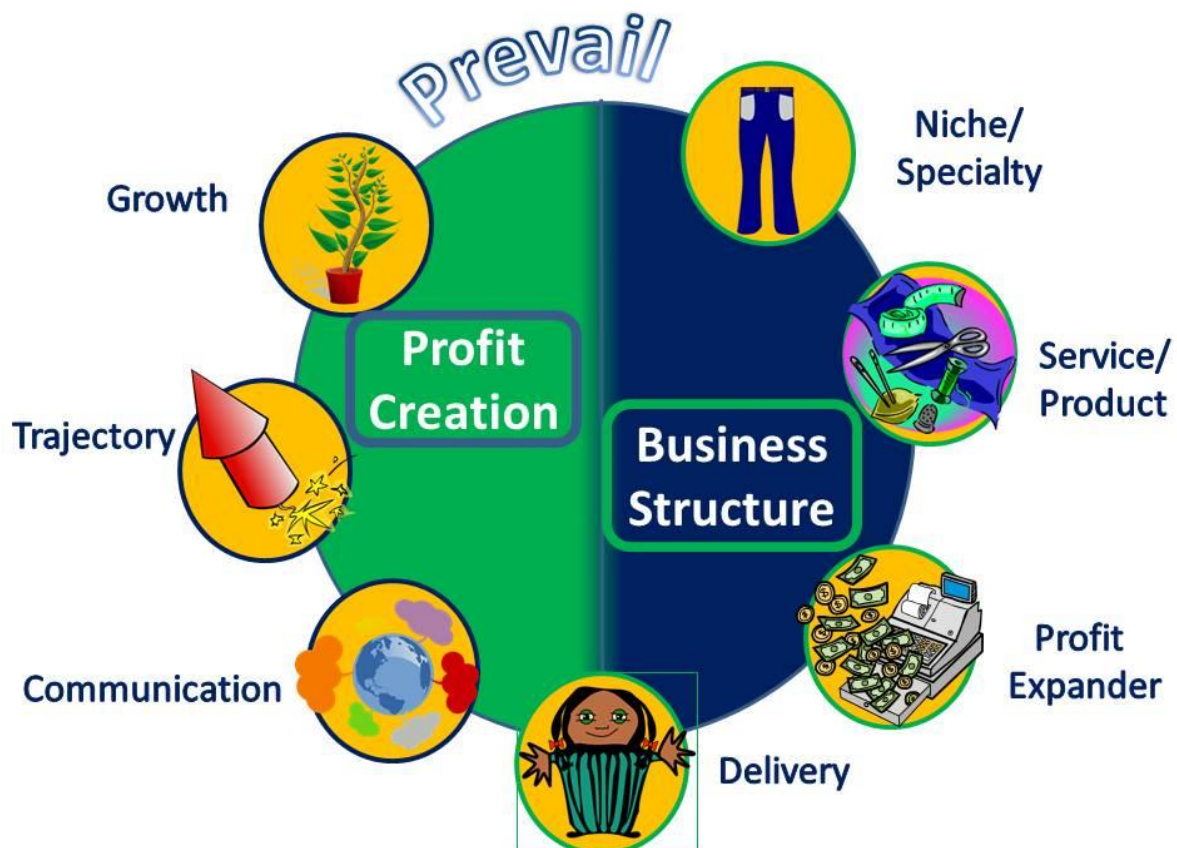 Prevail
Niche/
Specialty
Growth
Profit
Creation
Service/
Product
Trajectory
Business
Structure
Profit
Expander
Communication
Delivery